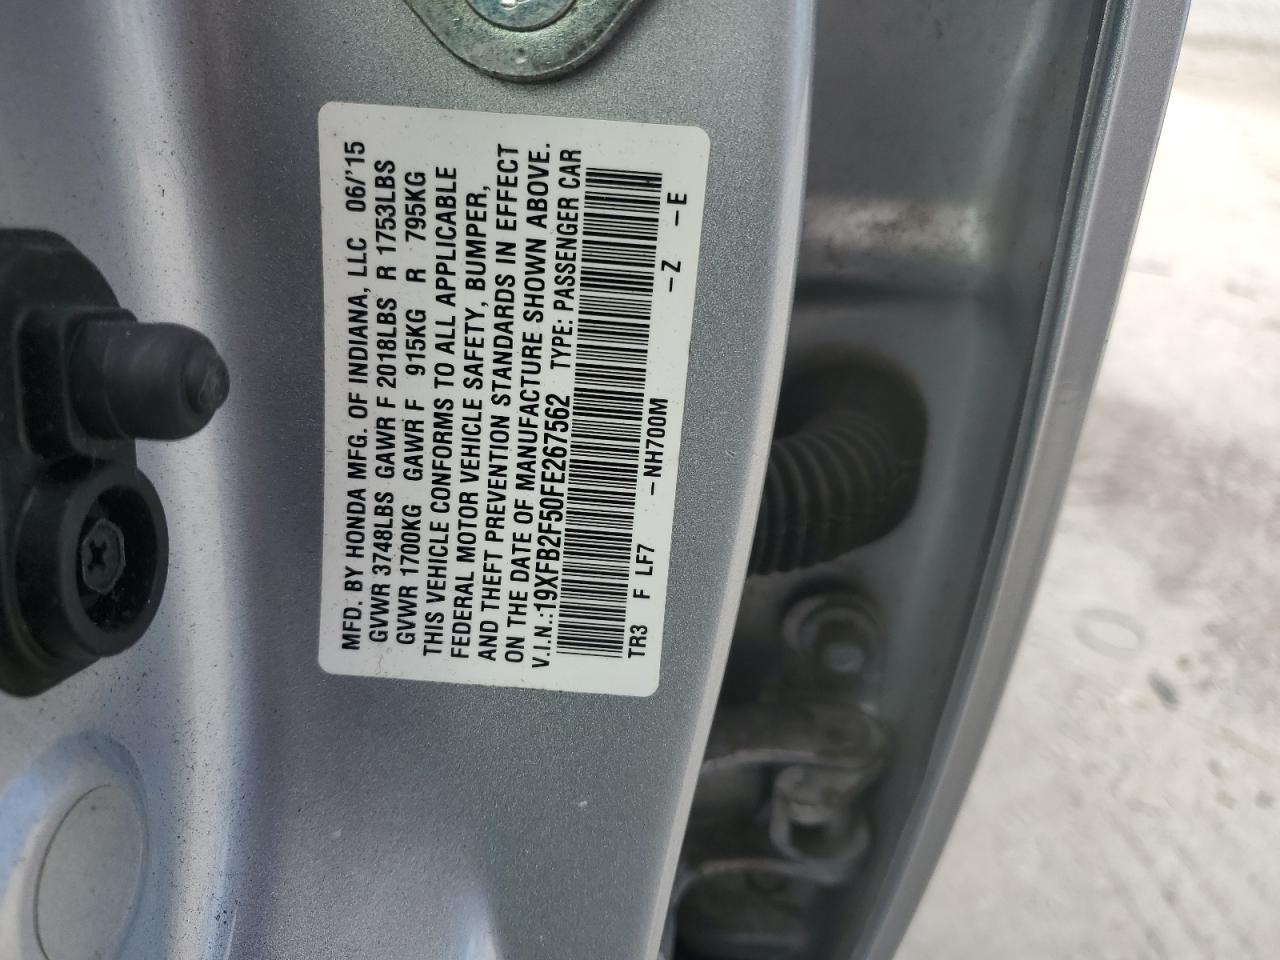 MFD. BY HONDA MFG. OF INDIANA, LLC 06/'15
GVWR 3748LBS GAWR F 2018LBS R 1753LBS
GVWR 1700KG GAWR F 915KG R 795KG
THIS VEHICLE CONFORMS TO ALL APPLICABLE
FEDERAL MOTOR VEHICLE SAFETY, BUMPER,
AND THEFT PREVENTION STANDARDS IN EFFECT
ON THE DATE OF MANUFACTURE SHOWN ABOVE.
V.I.N.:19XFB2F50FE267562 TYPE: PASSENGER CAR
TR3 F LF7 –NH700M –Z –E